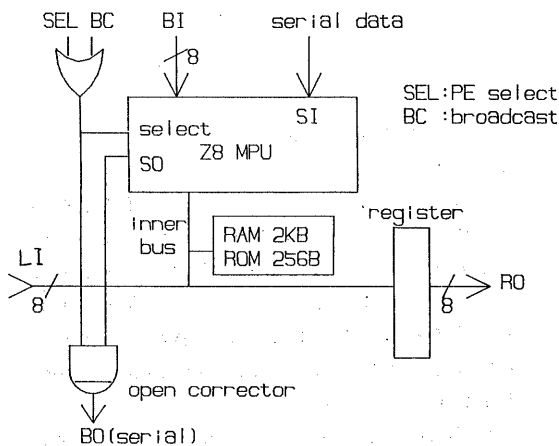 SEL BC
BI
serial data
8
SEL:PE select
BC :broadcast
SI
select
Z8 MPU
SO
register
inner
bus
RAM 2KB
ROM 256B
LI
8
8
RO
open corrector
BO(serial)